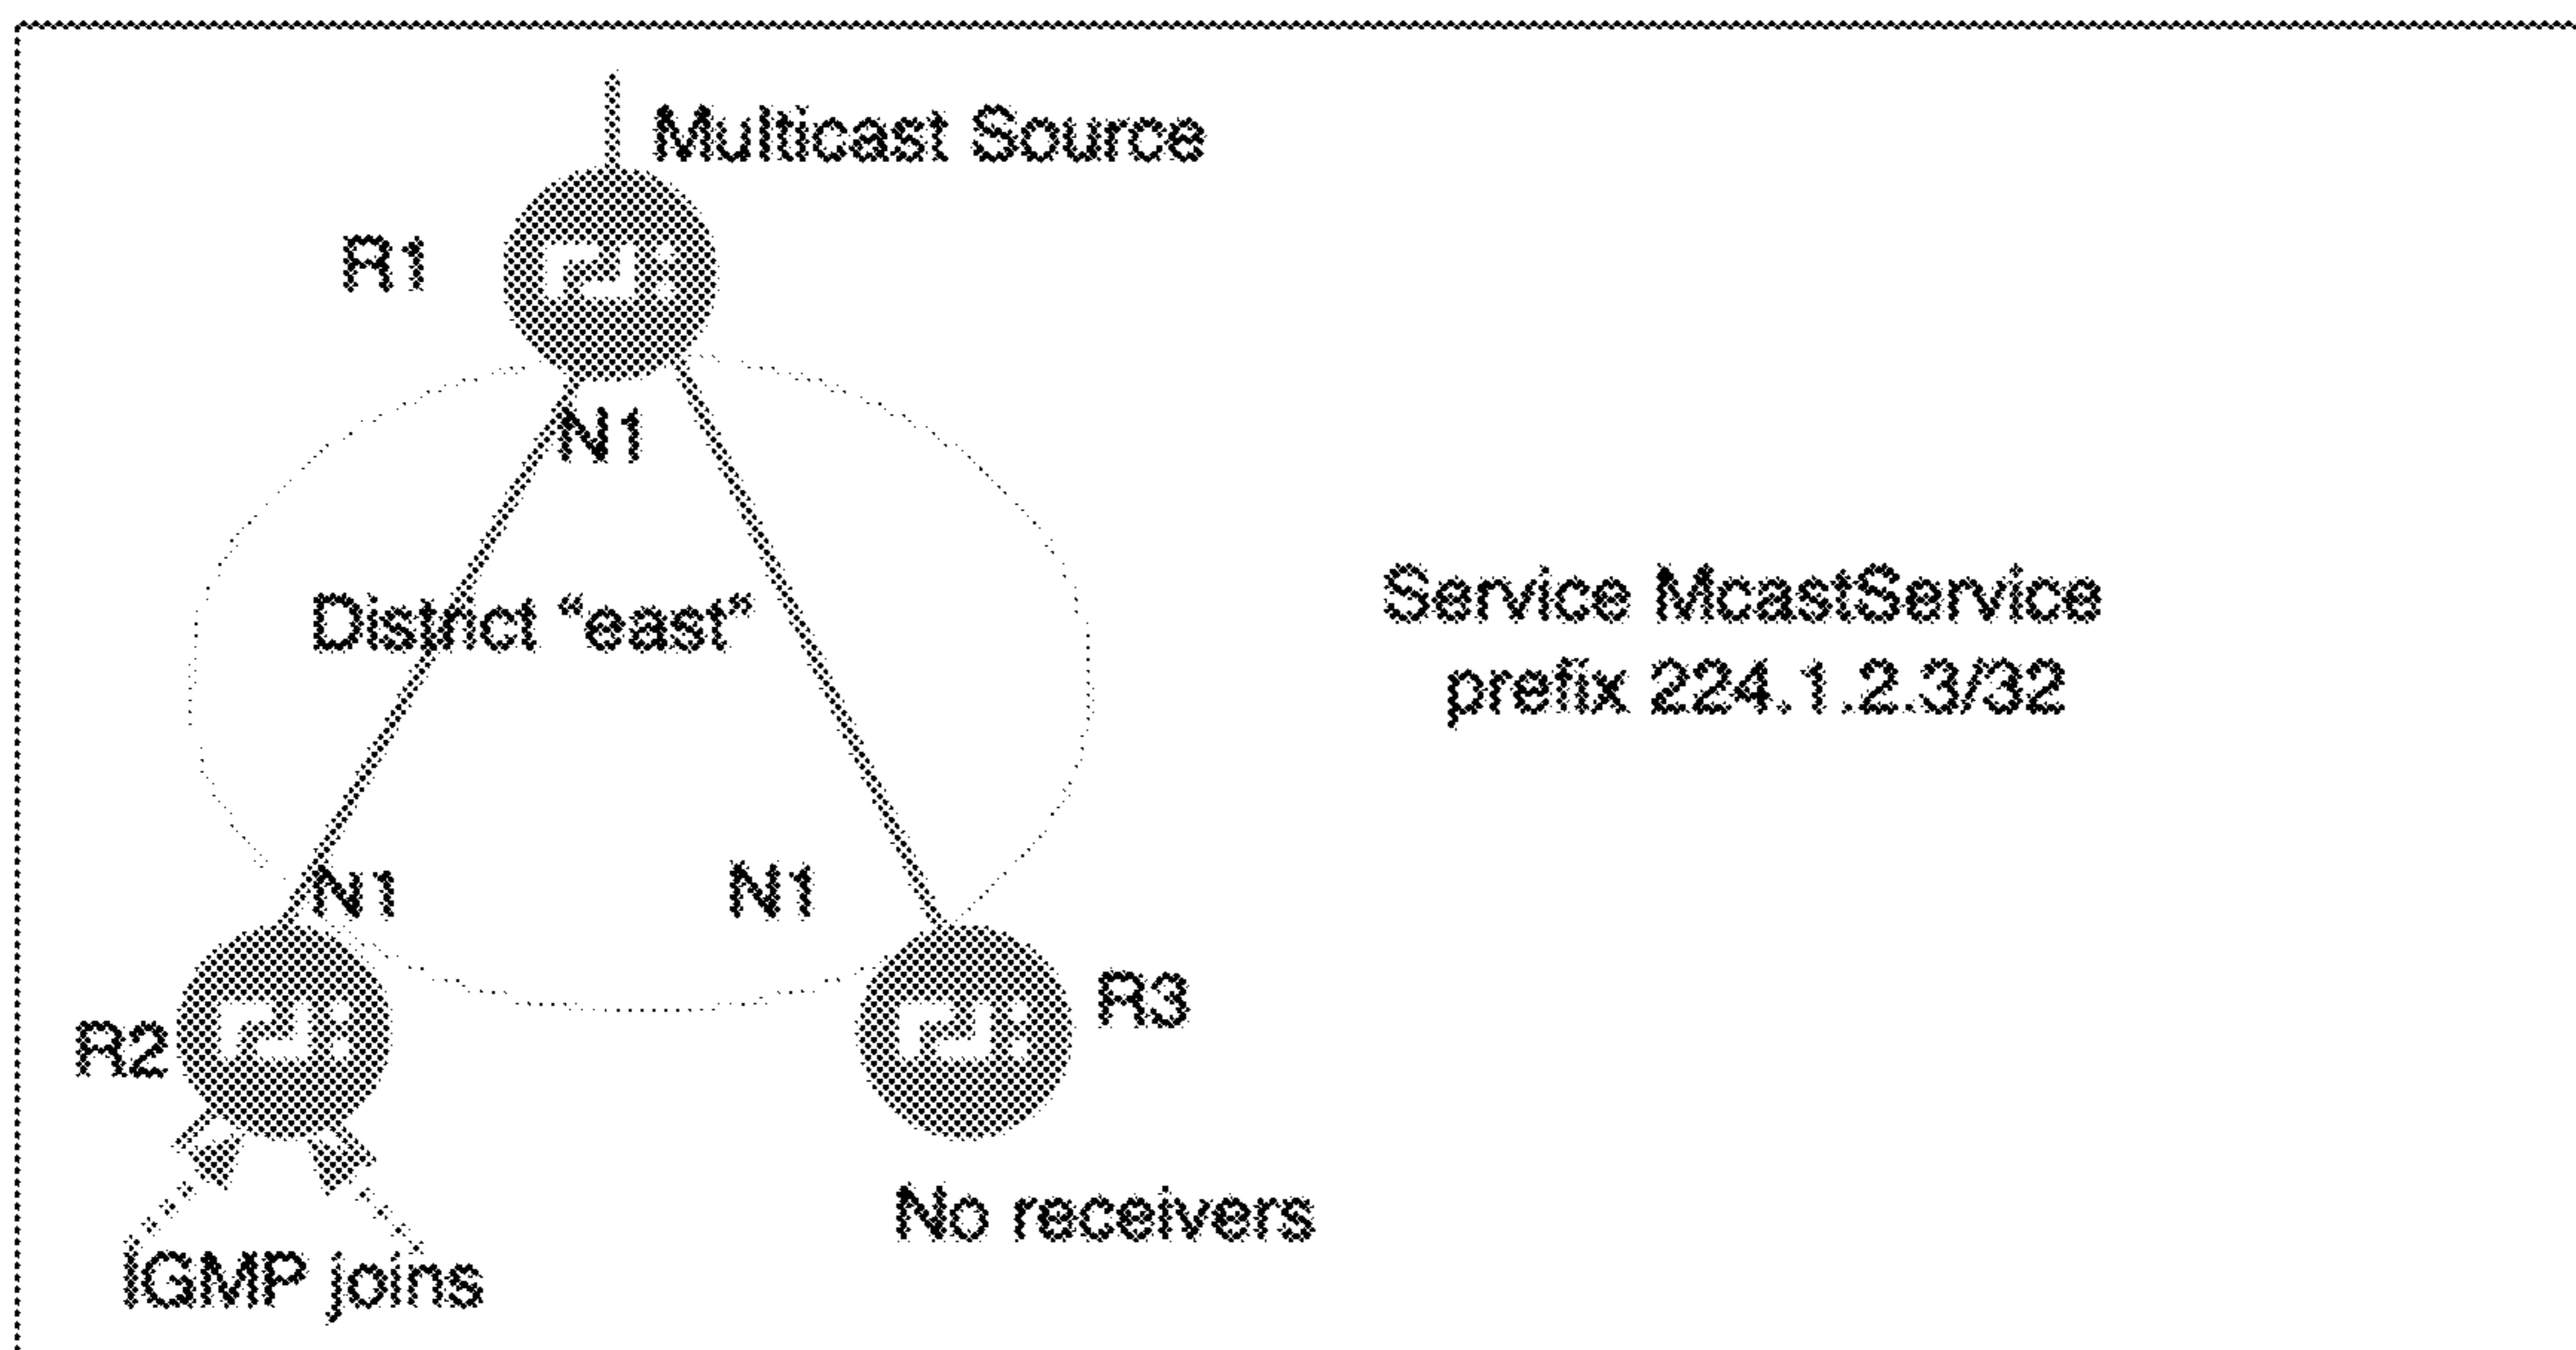 Multicast Source
R1
N1
District “east”
Service McastService
prefix 224.1.2.3/32
N1
N1
R2
R3
No receivers
IGMP joins